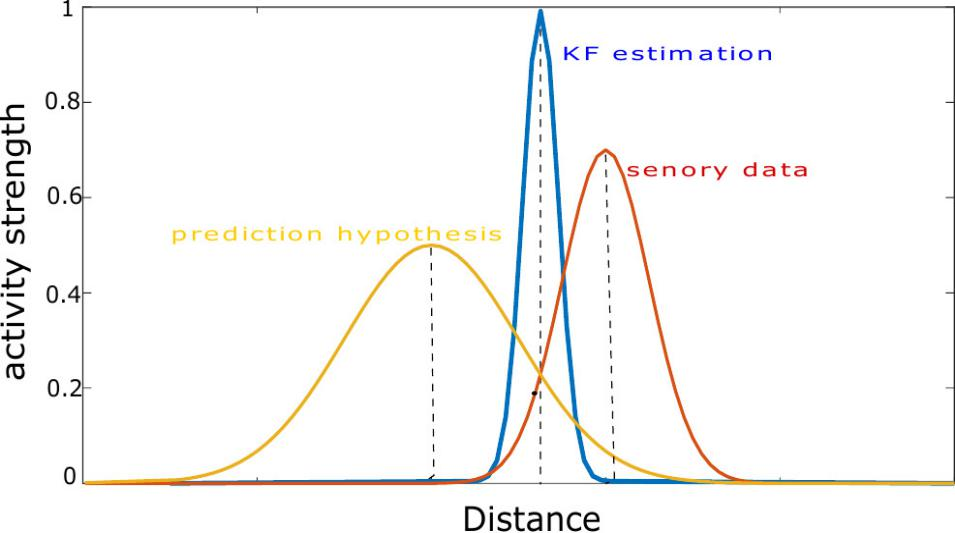 1
KF estimation
0.8
senory data
0.6
prediction hypothesis
0.4
0.2
0
activity strength
Distance